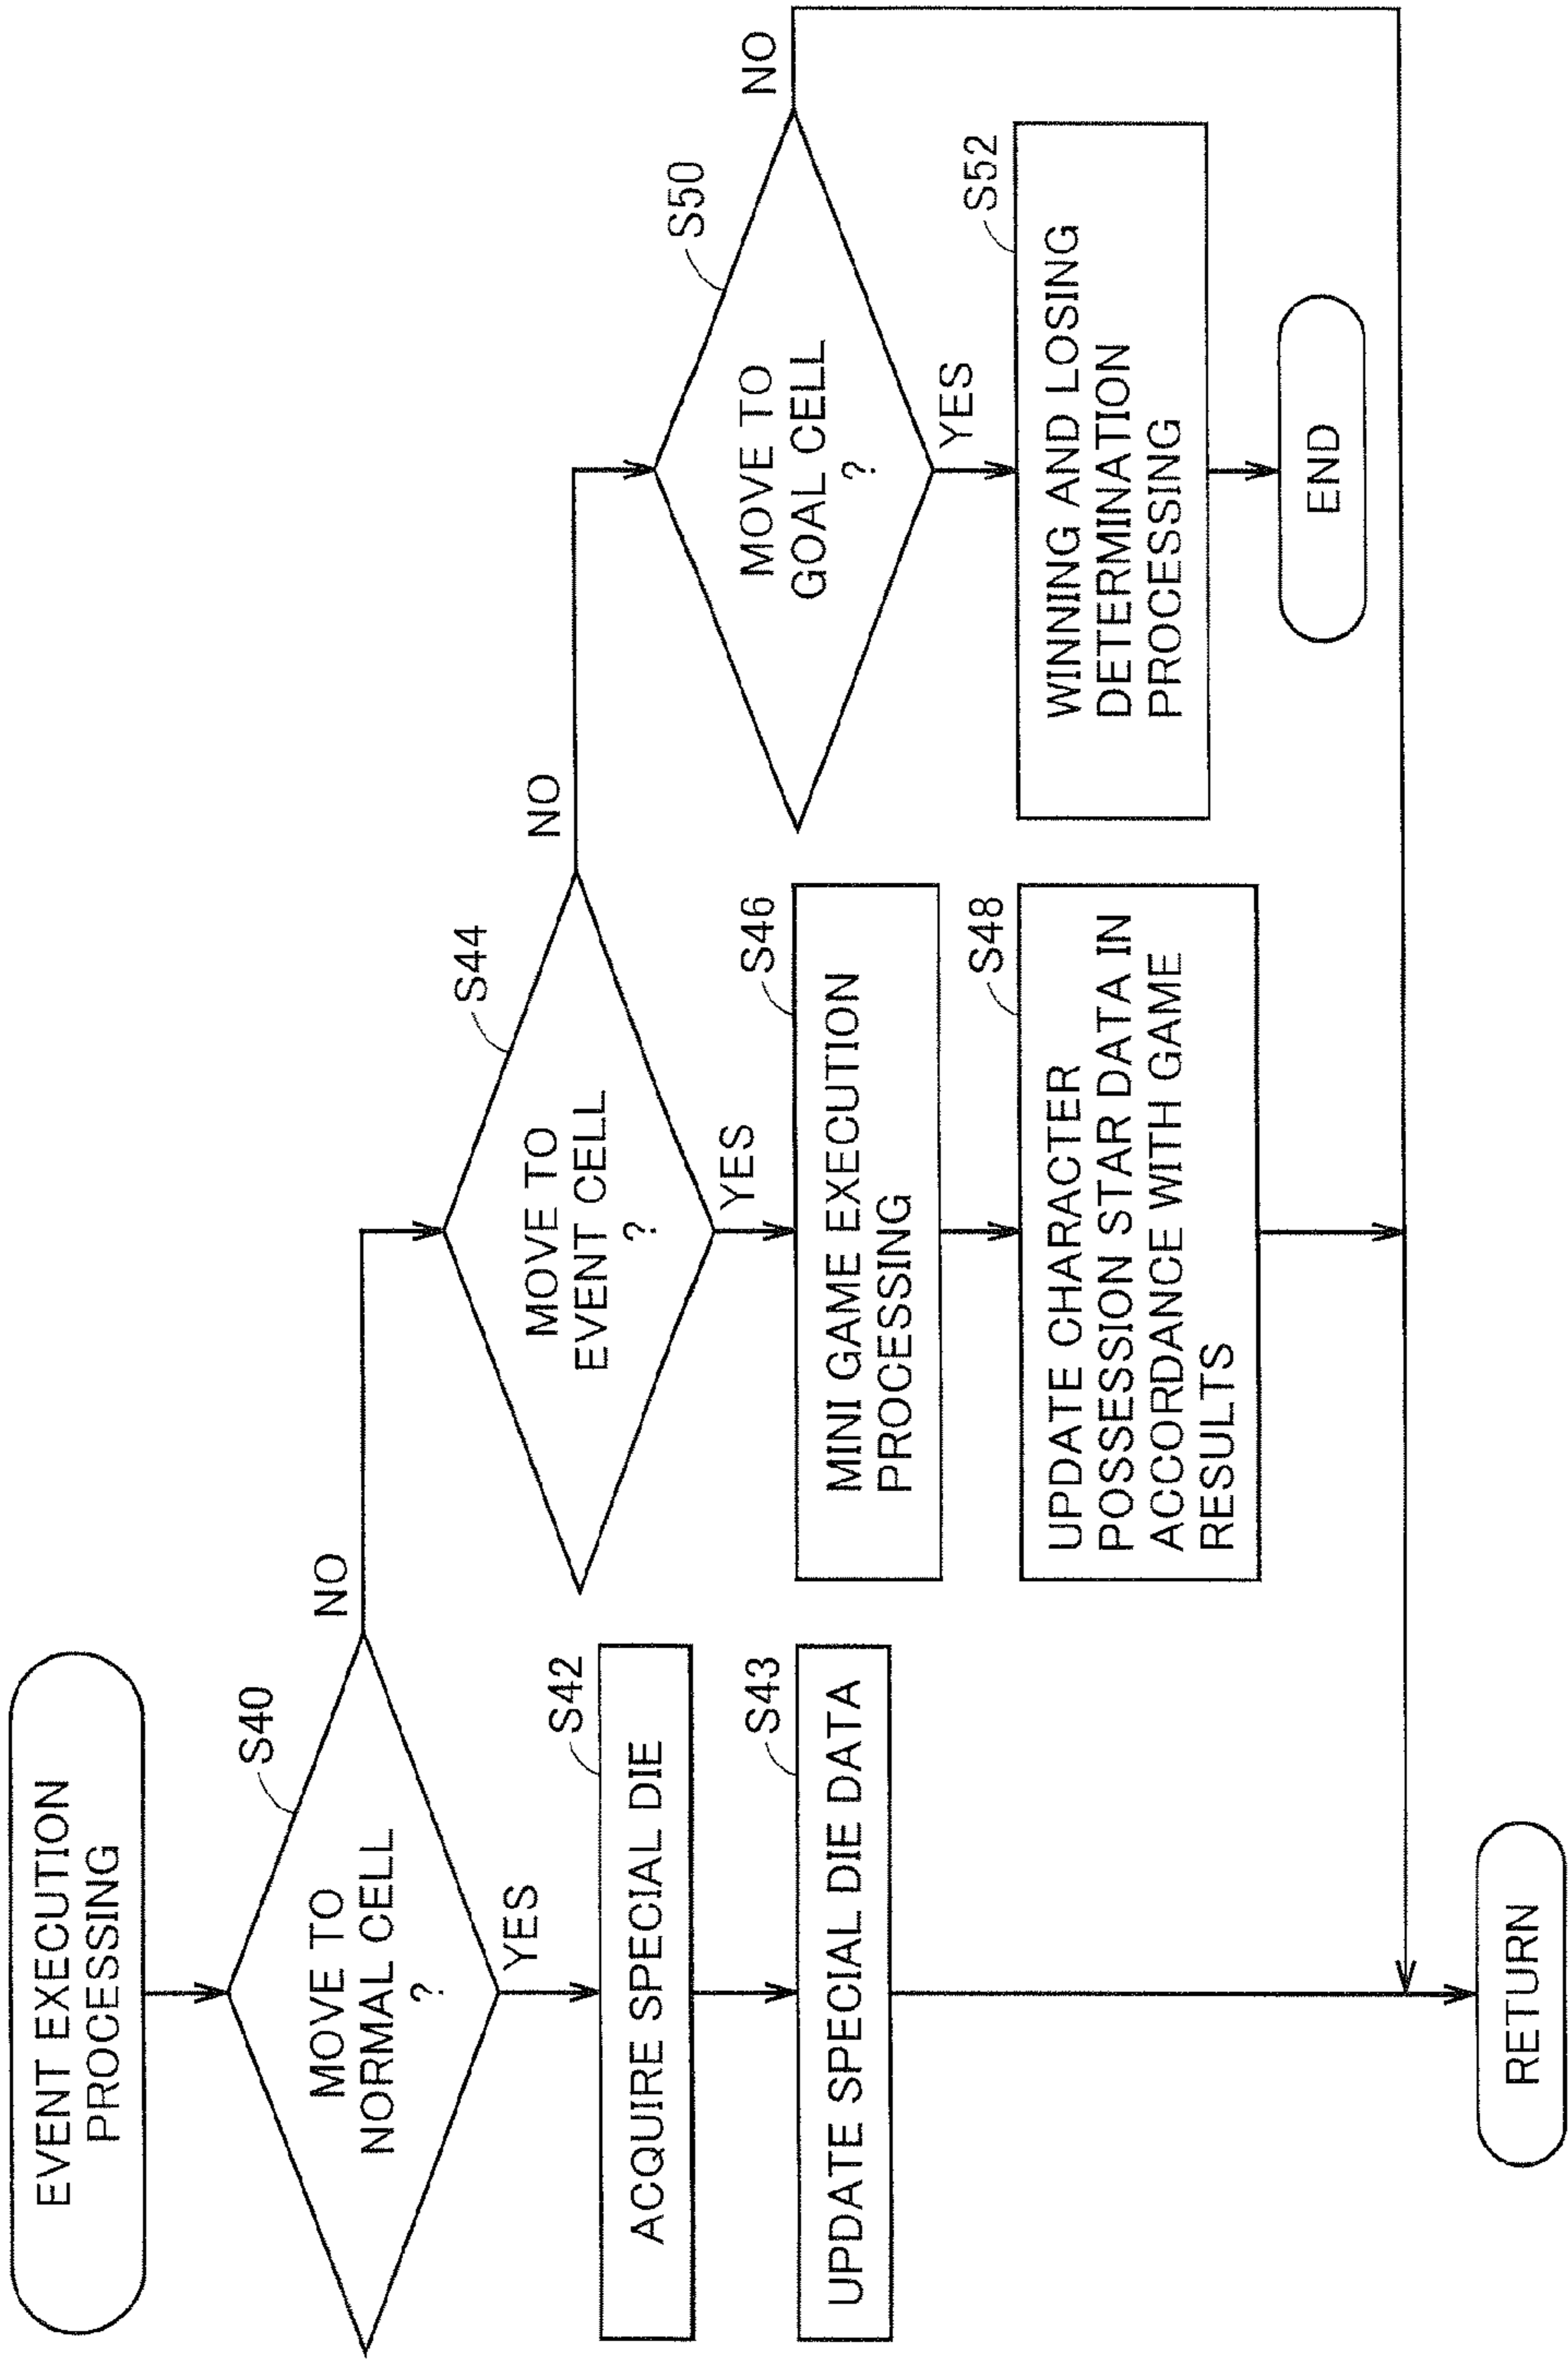 EVENT EXECUTION
PROCESSING
S40
MOVE TO
NORMAL CELL
?
NO
YES
S42
ACQUIRE SPECIAL DIE
S43
UPDATE SPECIAL DIE DATA
S44
MOVE TO
EVENT CELL
?
NO
YES
S46
MINI GAME EXECUTION
PROCESSING
S48
UPDATE CHARACTER
POSSESSION STAR DATA IN
ACCORDANCE WITH GAME
RESULTS
S50
MOVE TO
GOAL CELL
?
NO
YES
S52
WINNING AND LOSING
DETERMINATION
PROCESSING
END
RETURN